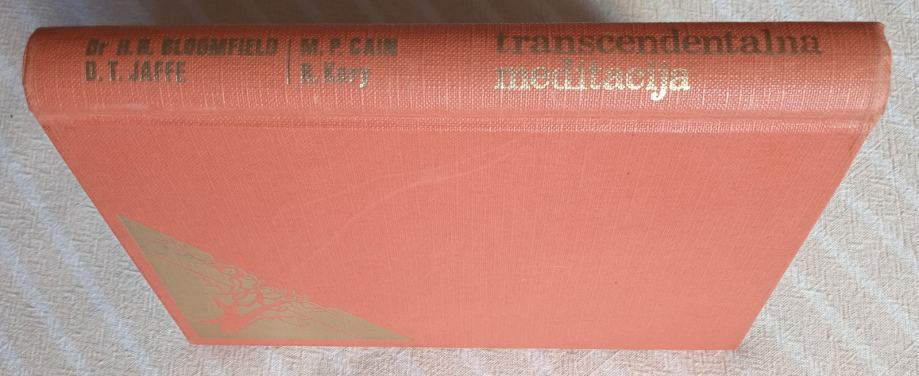 Dr H. H. BLOOMFIELD
D. T. JAFFE
M. P. CAIN
R. Kory
transcendentalna
meditacija